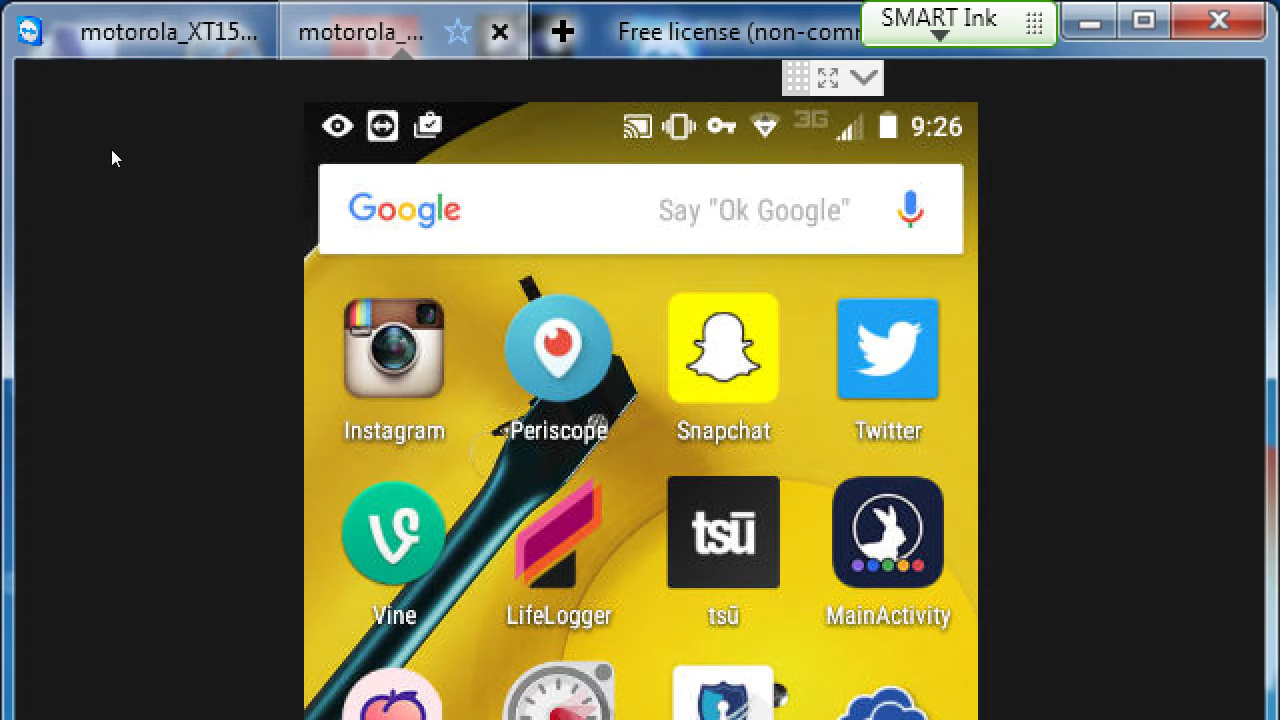 motorola_XT15...
motorola_...
Free license (non-comm
SMART Ink
3G
9:26
Google
Say "Ok Google"
Instagram
Periscope
Snapchat
Twitter
tsū
Vine
LifeLogger
tsū
MainActivity